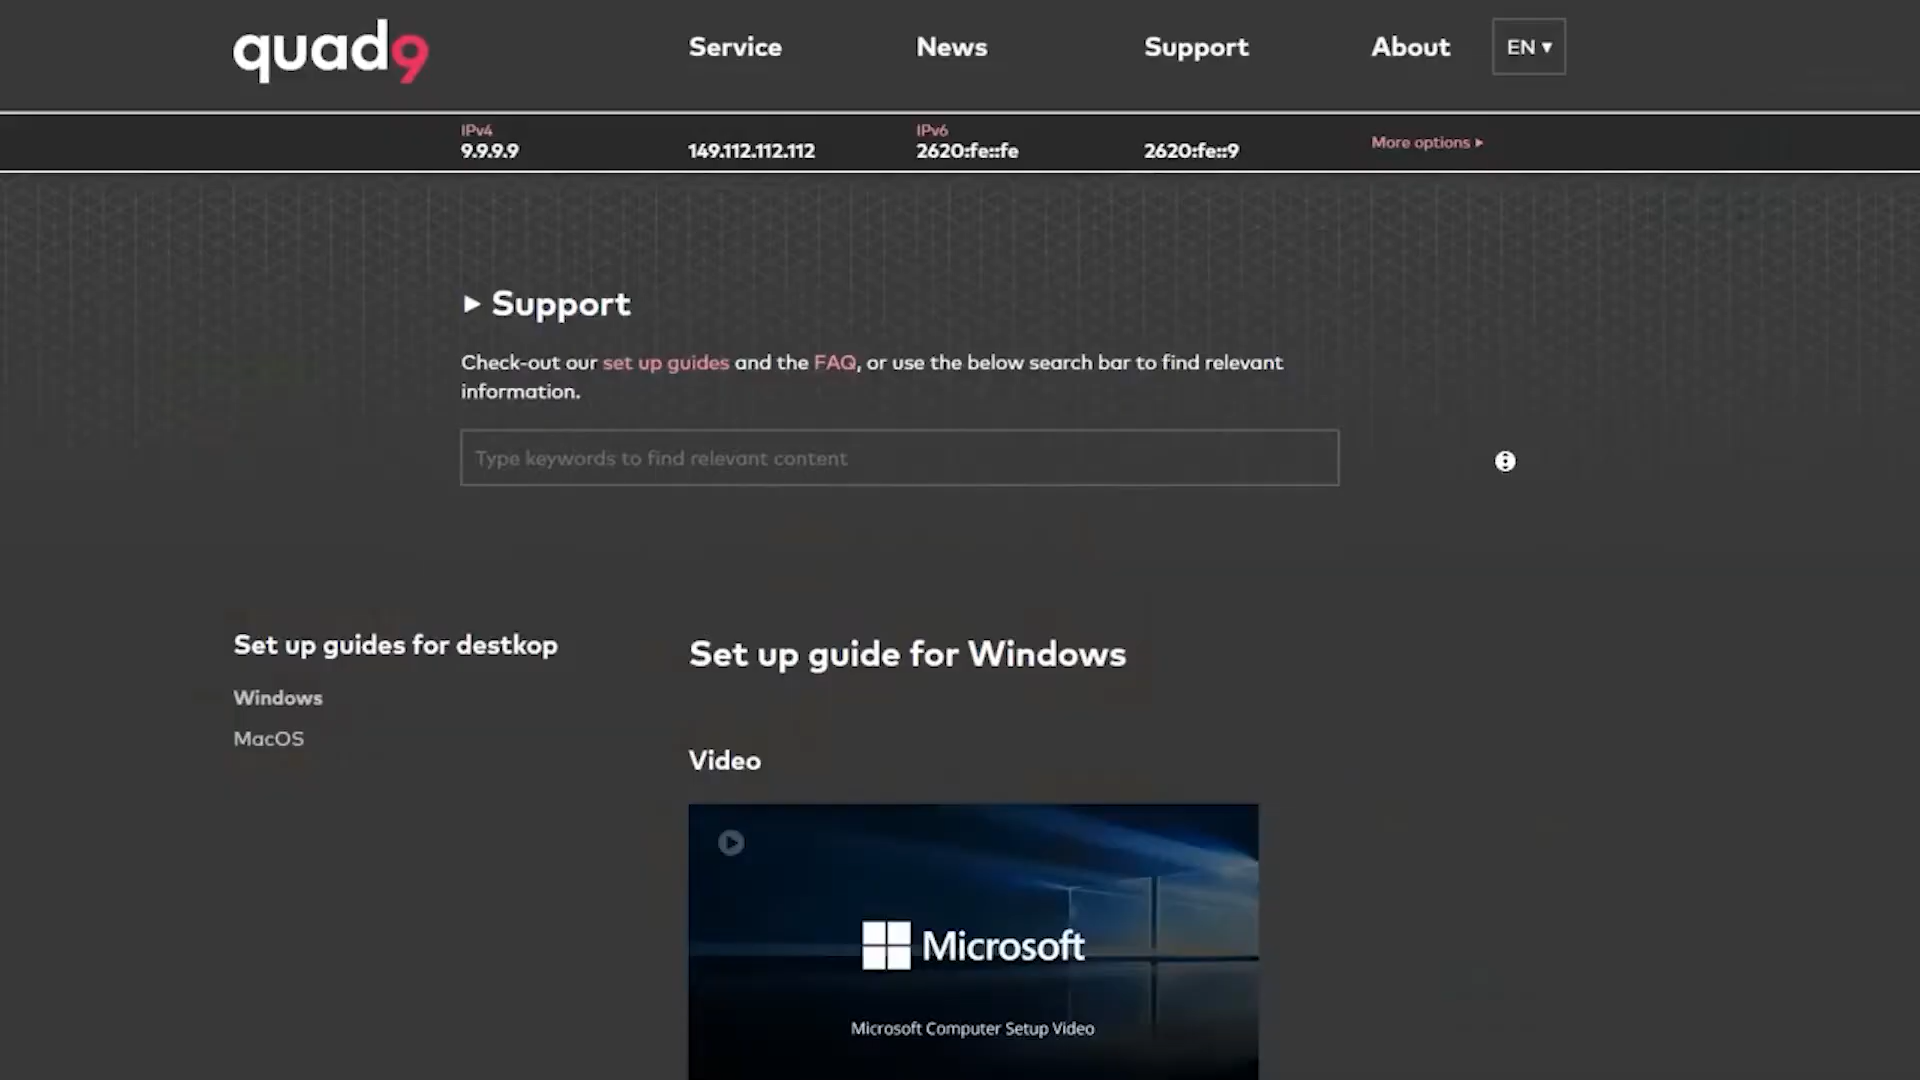 quad9
Service
News
Support
About
EN ▾
IPv4
9.9.9.9
149.112.112.112
IPv6
2620:fe::fe
2620:fe::9
More options ▸
▸ Support
Check-out our set up guides and the FAQ, or use the below search bar to find relevant
information.
Type keywords to find relevant content
Set up guides for destkop
Windows
MacOS
Set up guide for Windows
Video
Microsoft
Microsoft Computer Setup Video